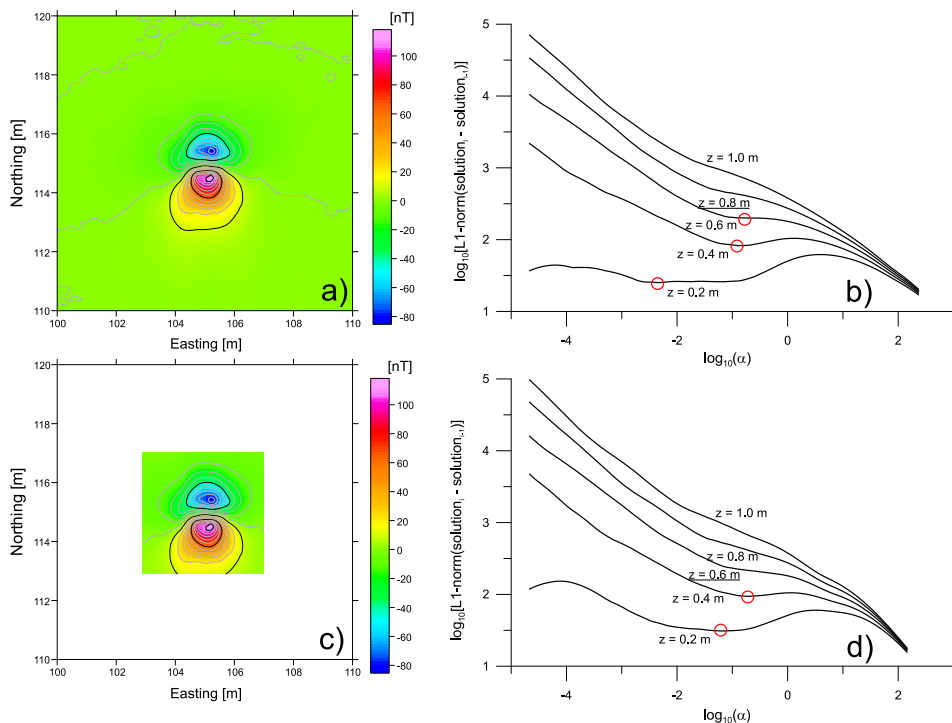 [nT]
120
118
116
114
112
110
100
102
104
106
108
110
Northing [m]
Easting [m]
100
80
60
40
20
0
-20
-40
-60
-80
a)
5
4
3
2
1
-4
-2
0
2
log10[L1-norm(solutioni - solutioni-1)]
log10(α)
z = 1.0 m
z = 0.8 m
z = 0.6 m
z = 0.4 m
z = 0.2 m
b)
[nT]
120
118
116
114
112
110
100
102
104
106
108
110
Northing [m]
Easting [m]
100
80
60
40
20
0
-20
-40
-60
-80
c)
5
4
3
2
1
-4
-2
0
2
log10[L1-norm(solutioni - solutioni-1)]
log10(α)
z = 1.0 m
z = 0.8 m
z = 0.6 m
z = 0.4 m
z = 0.2 m
d)